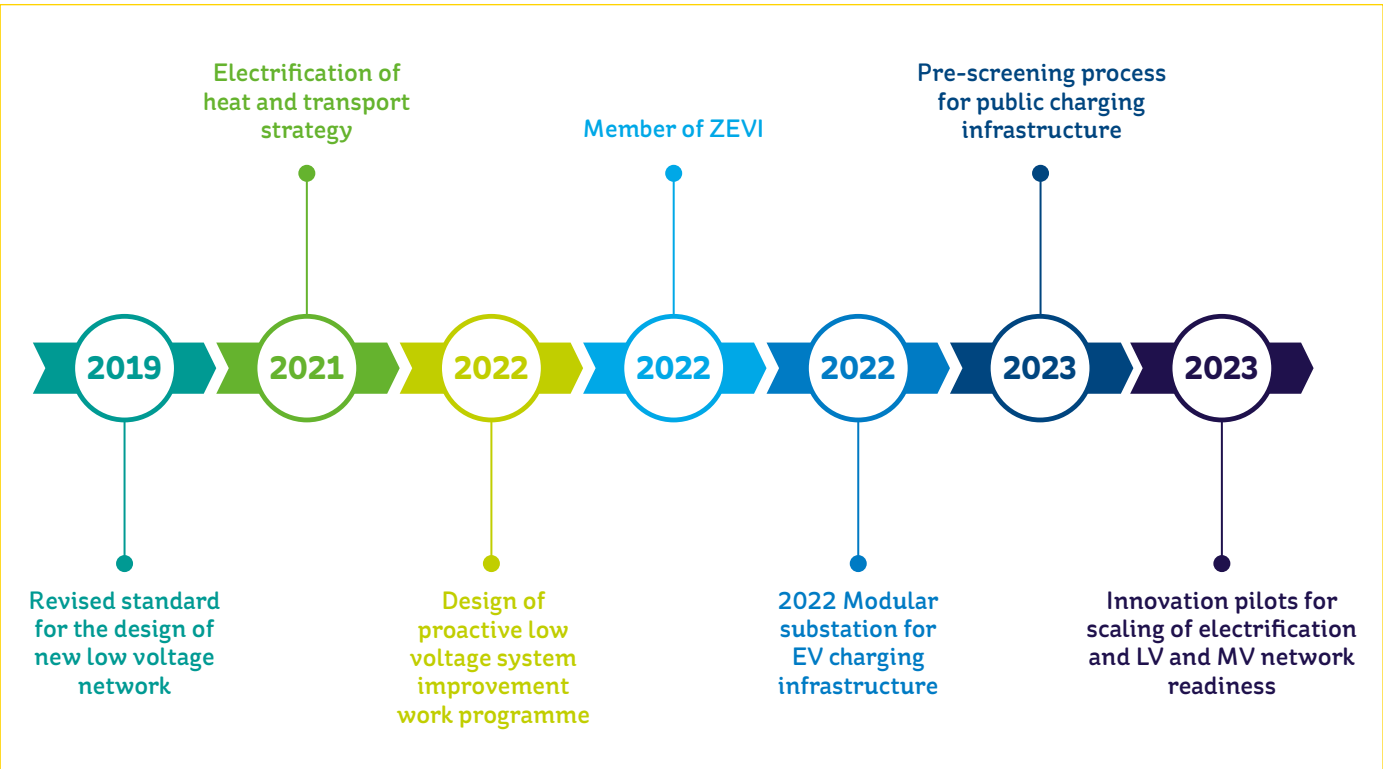 Electrification of
heat and transport
strategy
Member of ZEVI
Pre-screening process
for public charging
infrastructure
2019
2021
2022
2022
2022
2023
2023
Revised standard
for the design of
new low voltage
network
Design of
proactive low
voltage system
improvement
work programme
2022 Modular
substation for
EV charging
infrastructure
Innovation pilots for
scaling of electrification
and LV and MV network
readiness